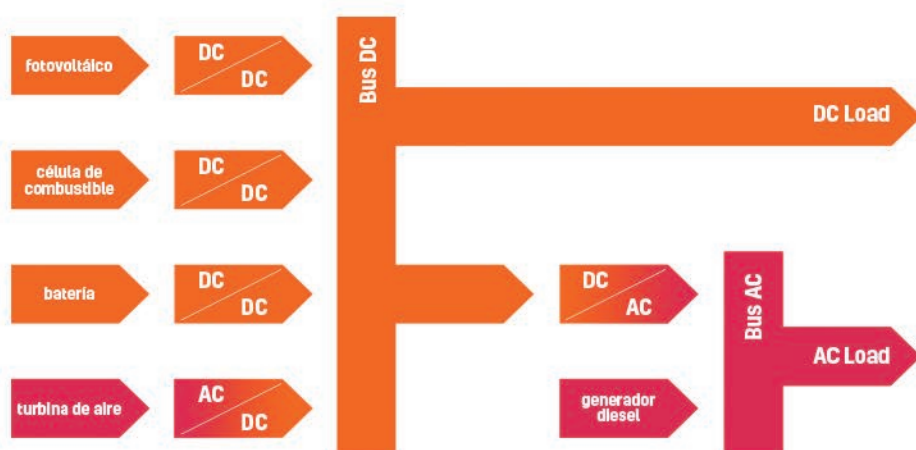 fotovoltáico
DC
DC
Bus DC
DC Load
célula de
combustible
DC
DC
batería
DC
DC
DC
AC
Bus AC
AC Load
turbina de aire
AC
DC
generador
diesel